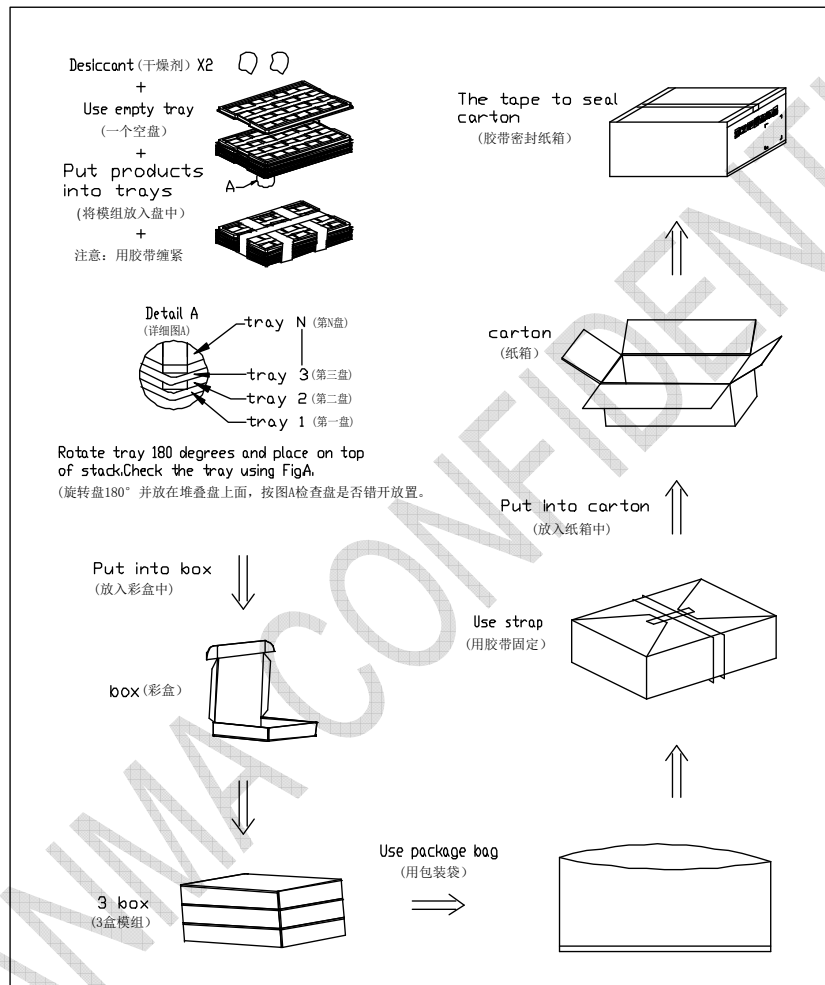 Desiccant (干燥剂) X2
+
Use empty tray
(一个空盘)
+
Put products
into trays
(将模组放入盘中)
+
注意：用胶带缠紧
A
Detail A
(详细图A)
tray N (第N盘)
tray 3 (第三盘)
tray 2 (第二盘)
tray 1 (第一盘)
Rotate tray 180 degrees and place on top
of stack.Check the tray using FigA.
(旋转盘180°并放在堆叠盘上面，按图A检查盘是否错开放置。
Put into box
(放入彩盒中)
box (彩盒)
3 box
(3盒模组)
Use package bag
(用包装袋)
Use strap
(用胶带固定)
Put Into carton
(放入纸箱中)
carton
(纸箱)
The tape to seal
carton
(胶带密封纸箱)
ANMA CONFIDENT